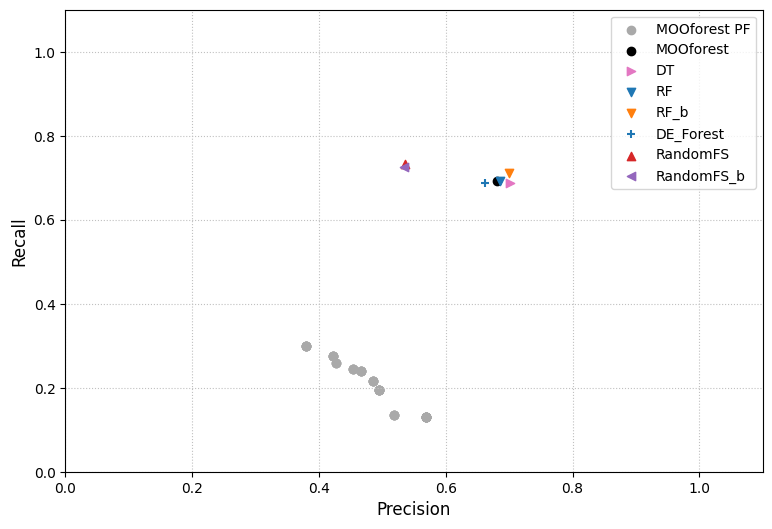 MOOforest PF
MOOforest
DT
RF
RF_b
DE_Forest
RandomFS
RandomFS_b
1.0
0.8
0.6
0.4
0.2
0.0
Recall
0.0 0.2 0.4 0.6 0.8 1.0
Precision